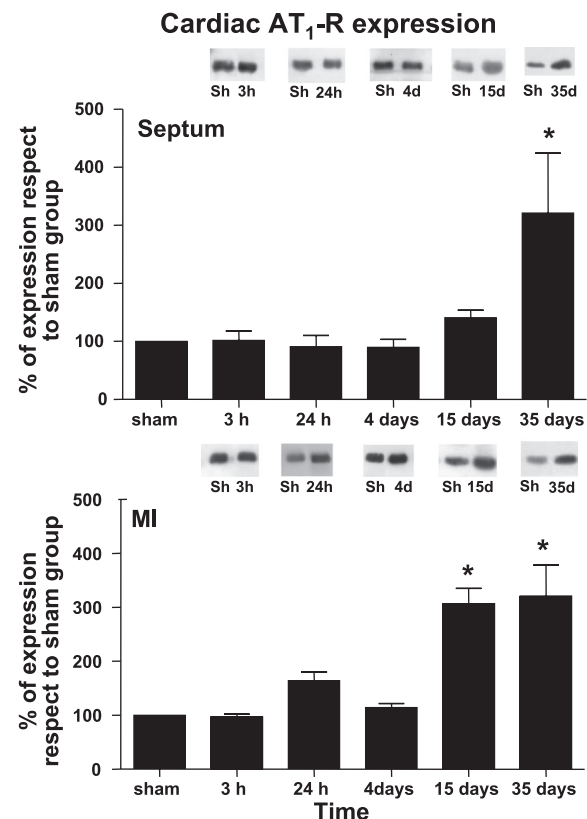 Cardiac AT₁-R expression
Sh 3h Sh 24h Sh 4d Sh 15d Sh 35d
Septum
% of expression respect
to sham group
500
400
300
200
100
0
*
sham 3 h 24 h 4 days 15 days 35 days
Sh 3h Sh 24h Sh 4d Sh 15d Sh 35d
MI
% of expression
respect to sham group
500
400
300
200
100
0
* *
sham 3 h 24 h 4days 15 days 35 days
Time